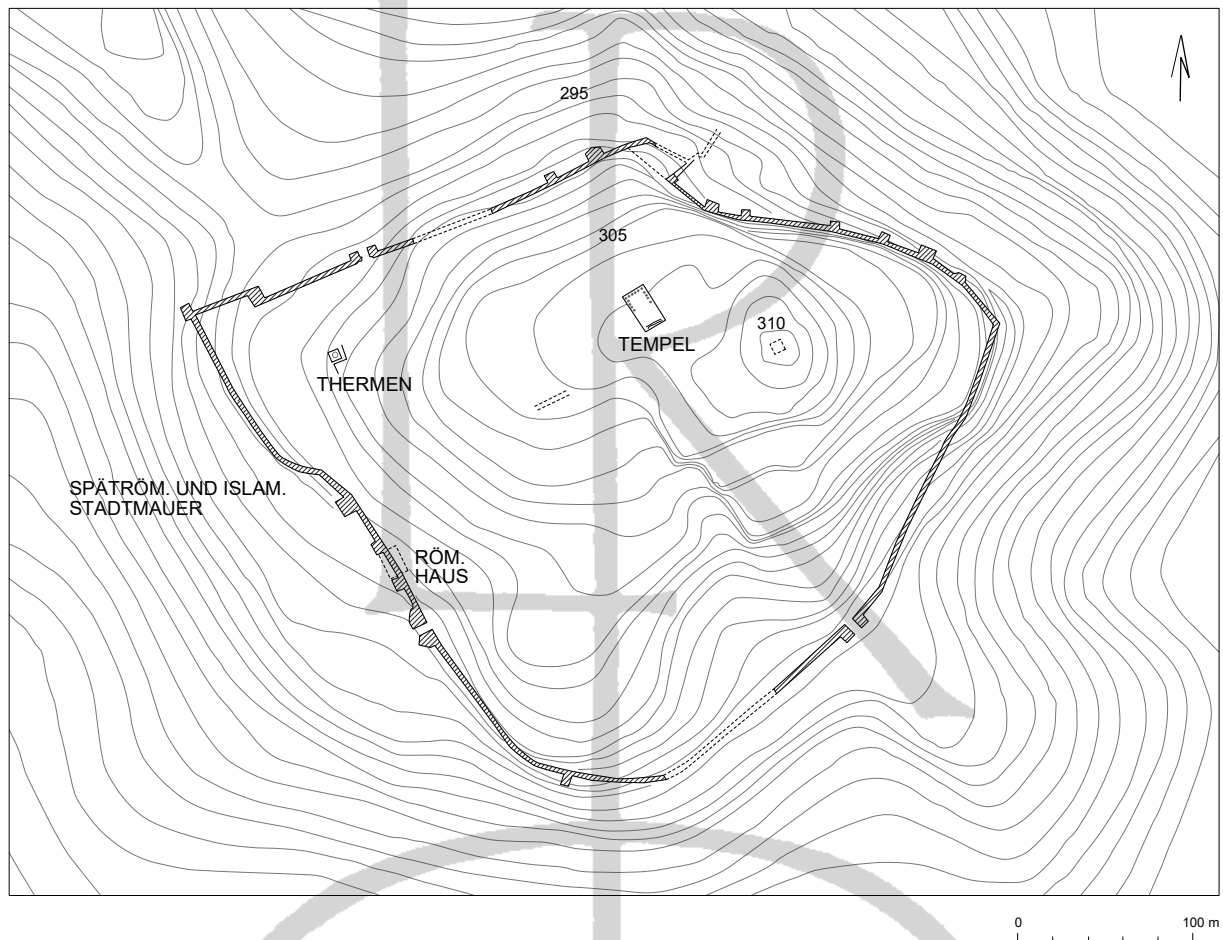 295
305
310
TEMPEL
THERMEN
SPÄTRÖM. UND ISLAM.
STADTMAUER
RÖM.
HAUS
0 100 m